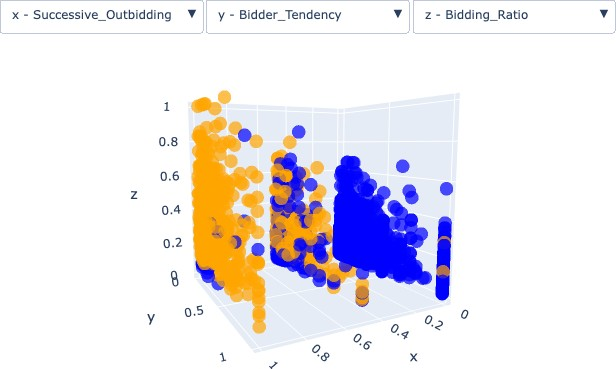 x - Successive_Outbidding ▼
y - Bidder_Tendency ▼
z - Bidding_Ratio ▼
1
0.8
0.6
z
0.4
0.2
0
0
0.5
y
1
1
0.8
0.6
0.4
0.2
0
x